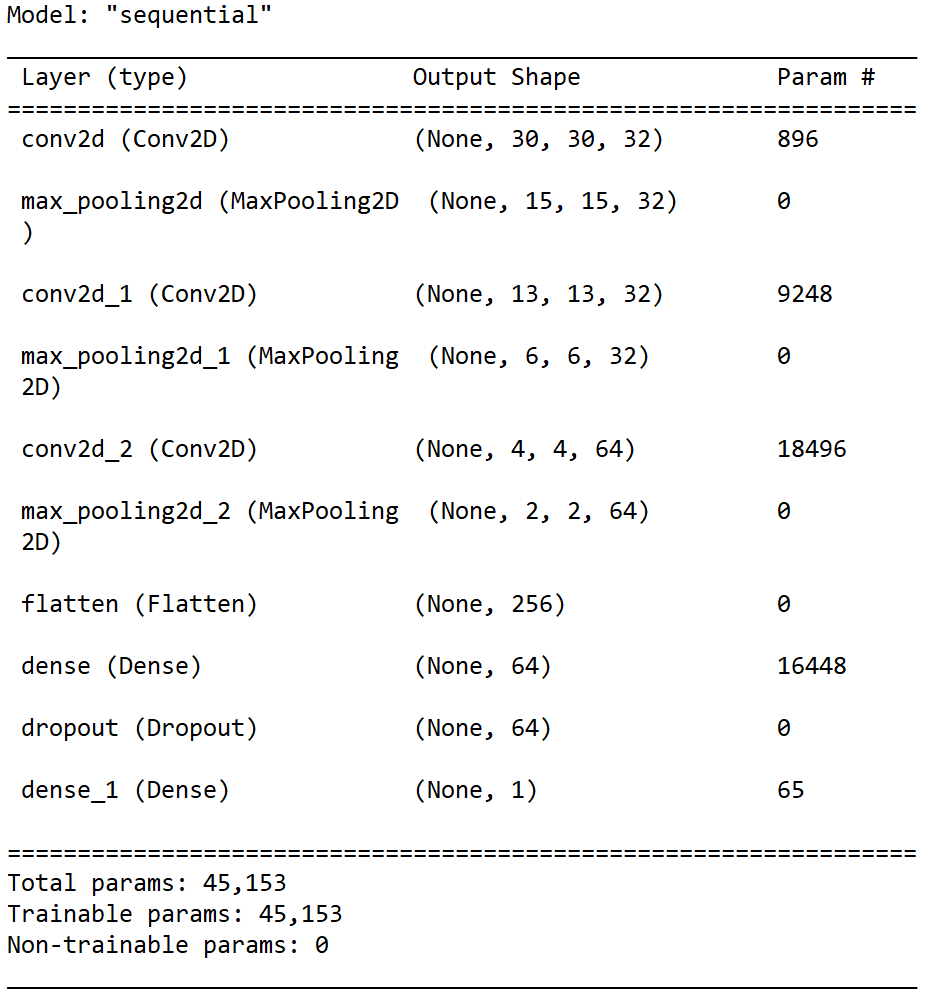 Model: "sequential"
Layer (type) Output Shape Param #
=================================================================
conv2d (Conv2D) (None, 30, 30, 32) 896
max_pooling2d (MaxPooling2D (None, 15, 15, 32) 0
)
conv2d_1 (Conv2D) (None, 13, 13, 32) 9248
max_pooling2d_1 (MaxPooling (None, 6, 6, 32) 0
2D)
conv2d_2 (Conv2D) (None, 4, 4, 64) 18496
max_pooling2d_2 (MaxPooling (None, 2, 2, 64) 0
2D)
flatten (Flatten) (None, 256) 0
dense (Dense) (None, 64) 16448
dropout (Dropout) (None, 64) 0
dense_1 (Dense) (None, 1) 65
=================================================================
Total params: 45,153
Trainable params: 45,153
Non-trainable params: 0